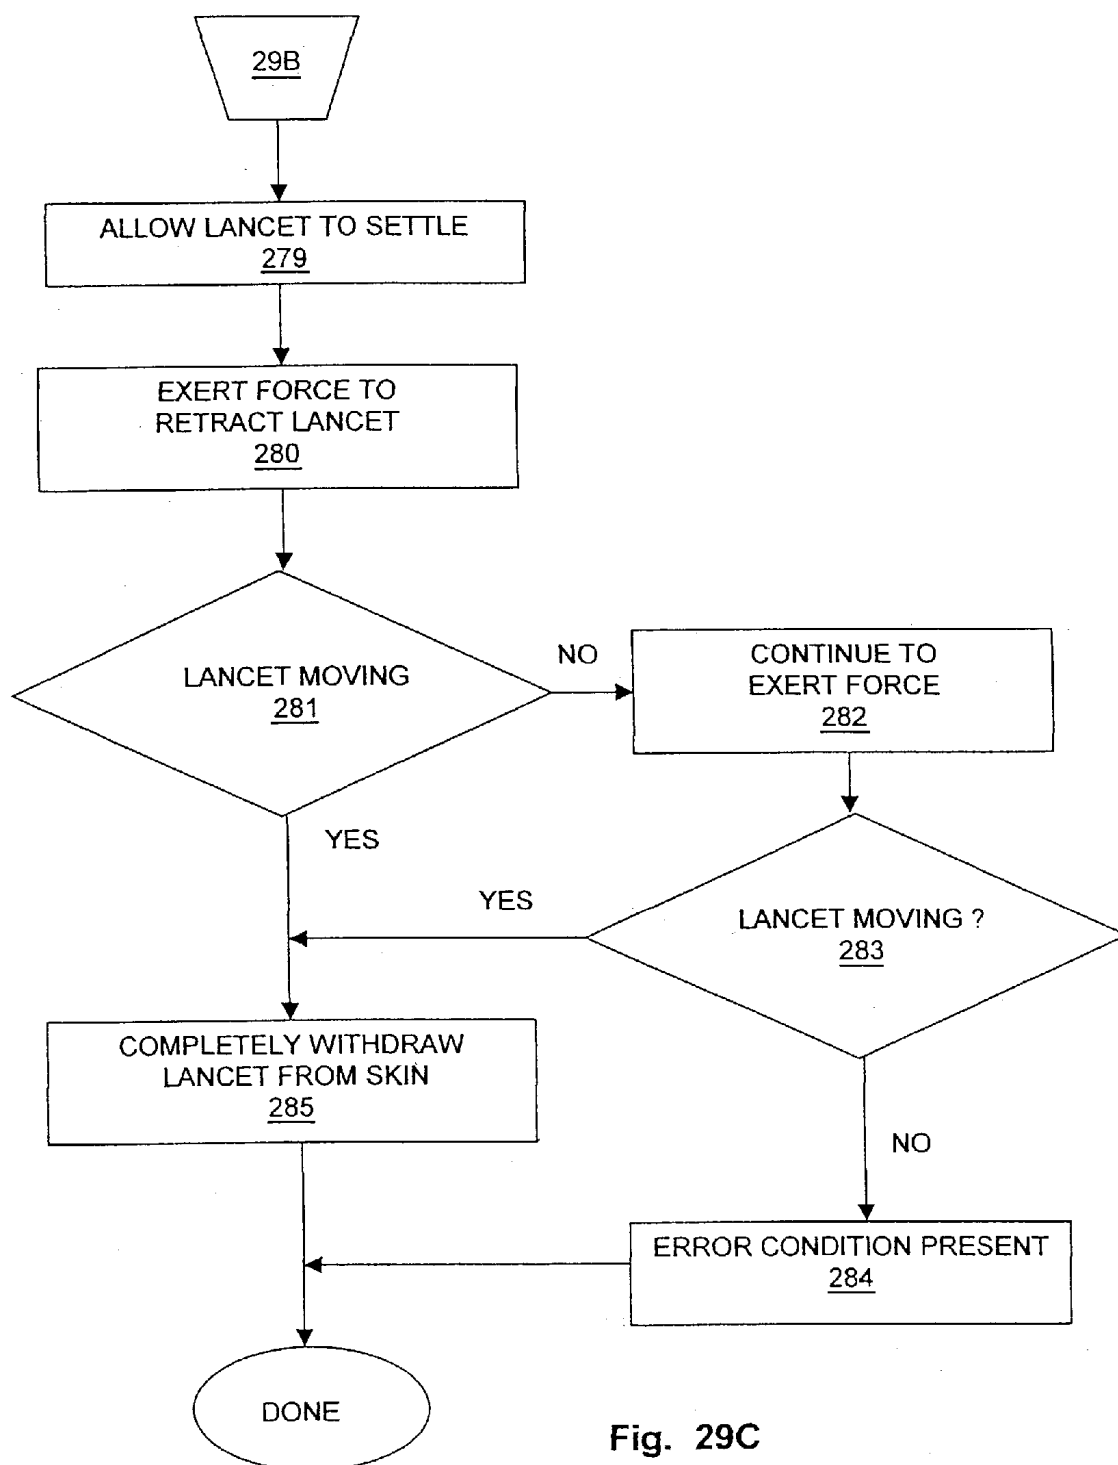 29B
ALLOW LANCET TO SETTLE
279
EXERT FORCE TO
RETRACT LANCET
280
LANCET MOVING
281
NO
CONTINUE TO
EXERT FORCE
282
YES
YES
LANCET MOVING ?
283
COMPLETELY WITHDRAW
LANCET FROM SKIN
285
NO
ERROR CONDITION PRESENT
284
DONE
Fig. 29C